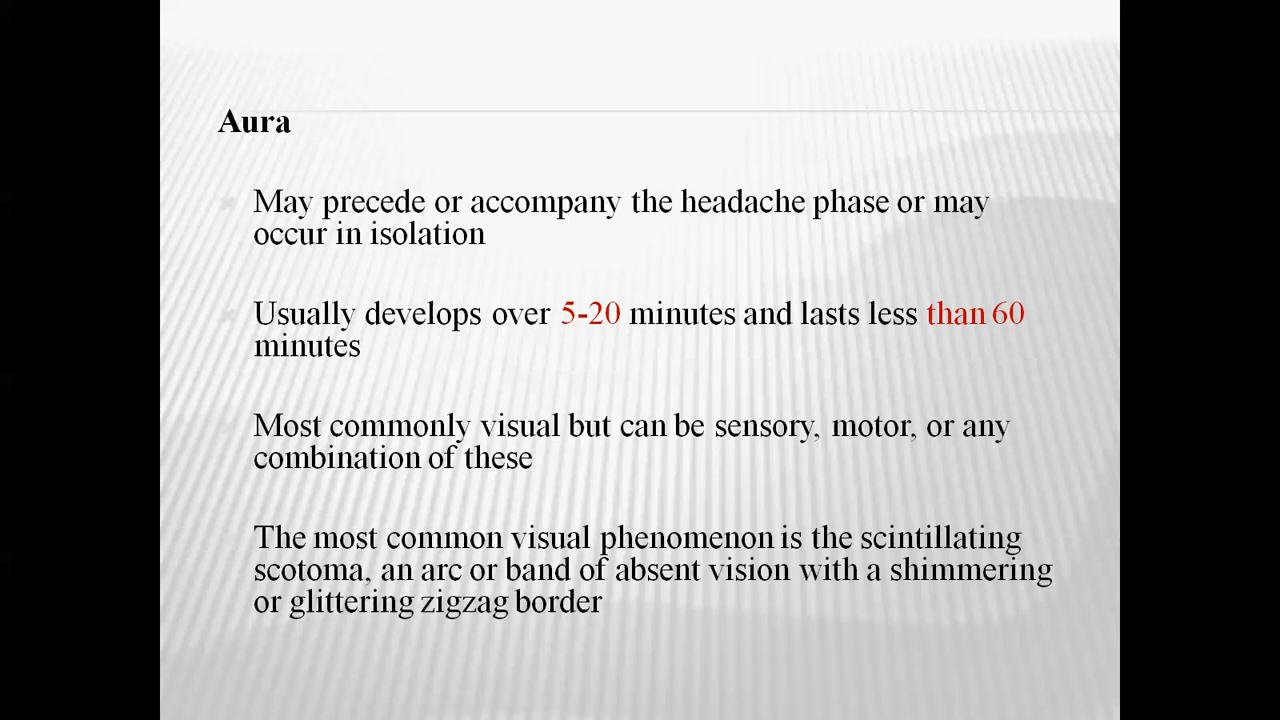 Aura
May precede or accompany the headache phase or may
occur in isolation
Usually develops over 5-20 minutes and lasts less than 60
minutes
Most commonly visual but can be sensory, motor, or any
combination of these
The most common visual phenomenon is the scintillating
scotoma, an arc or band of absent vision with a shimmering
or glittering zigzag border